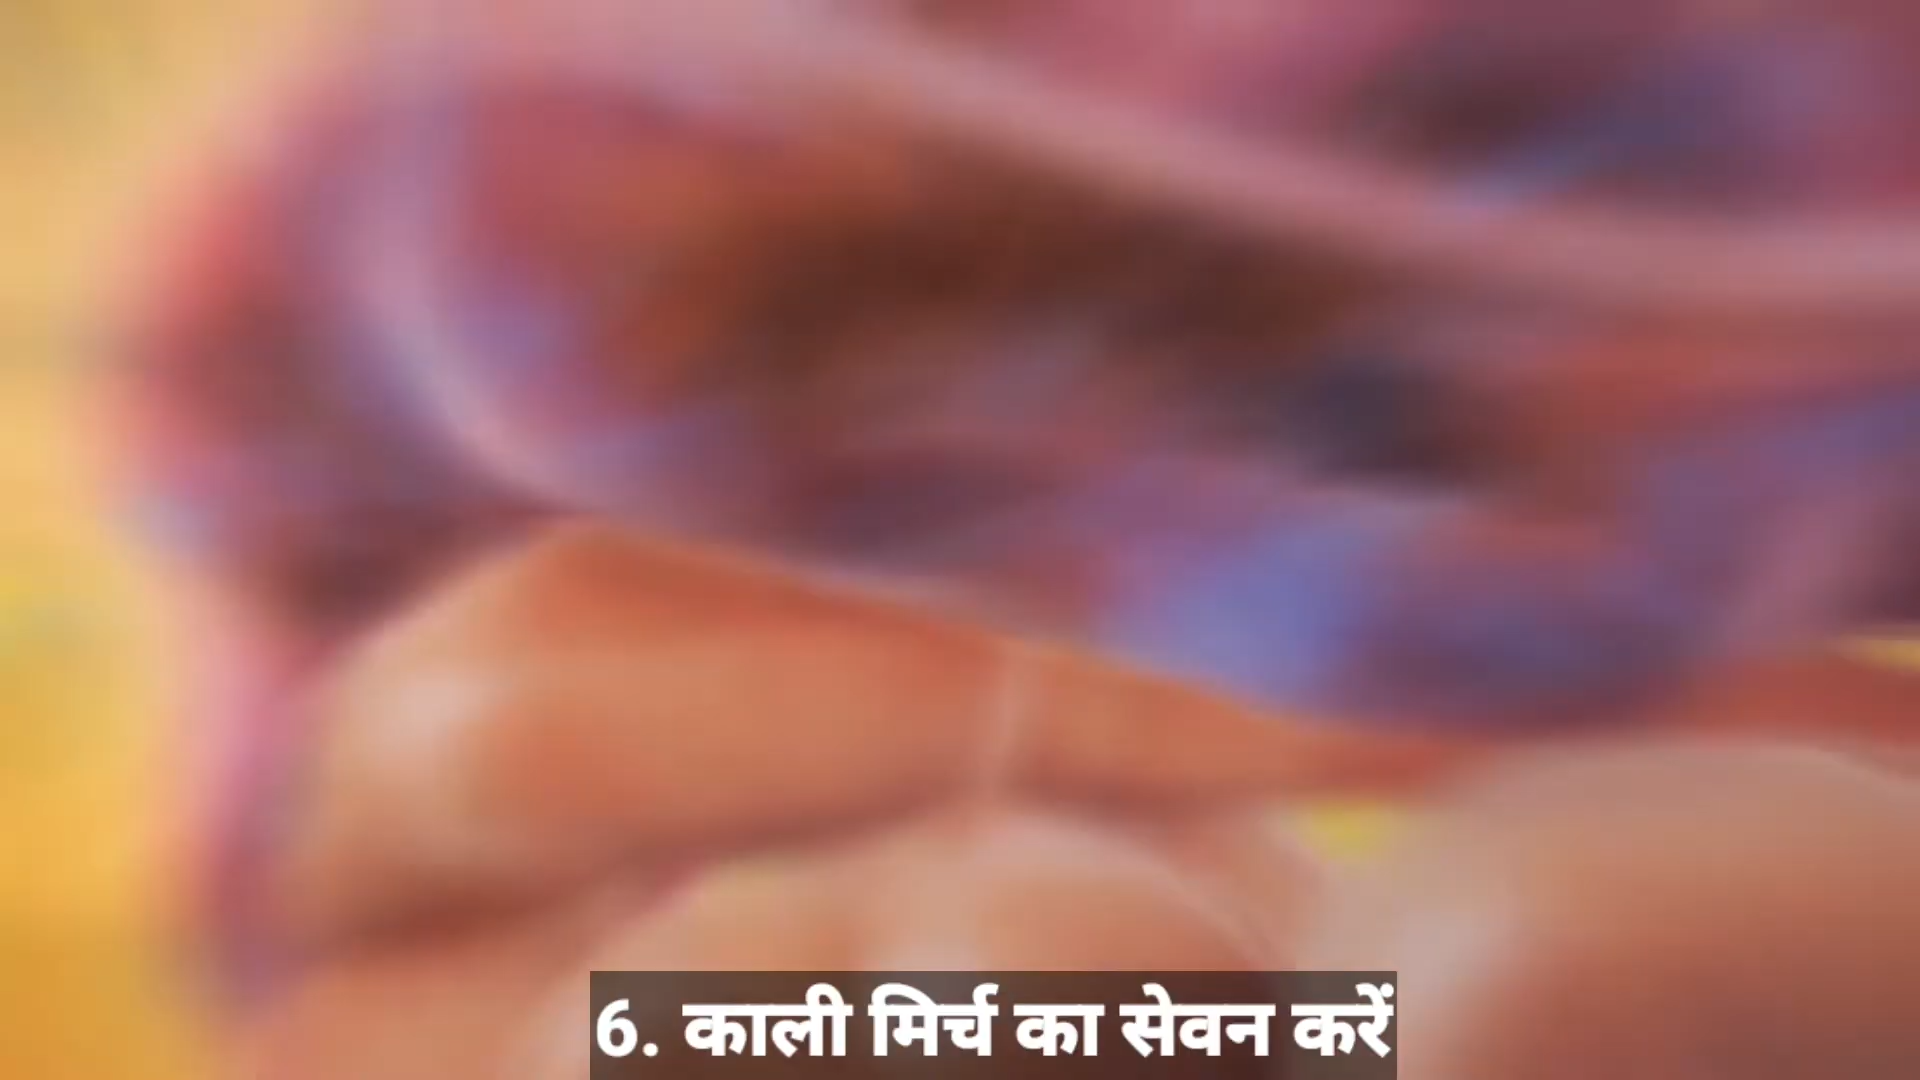 6. काली मिर्च का सेवन करें